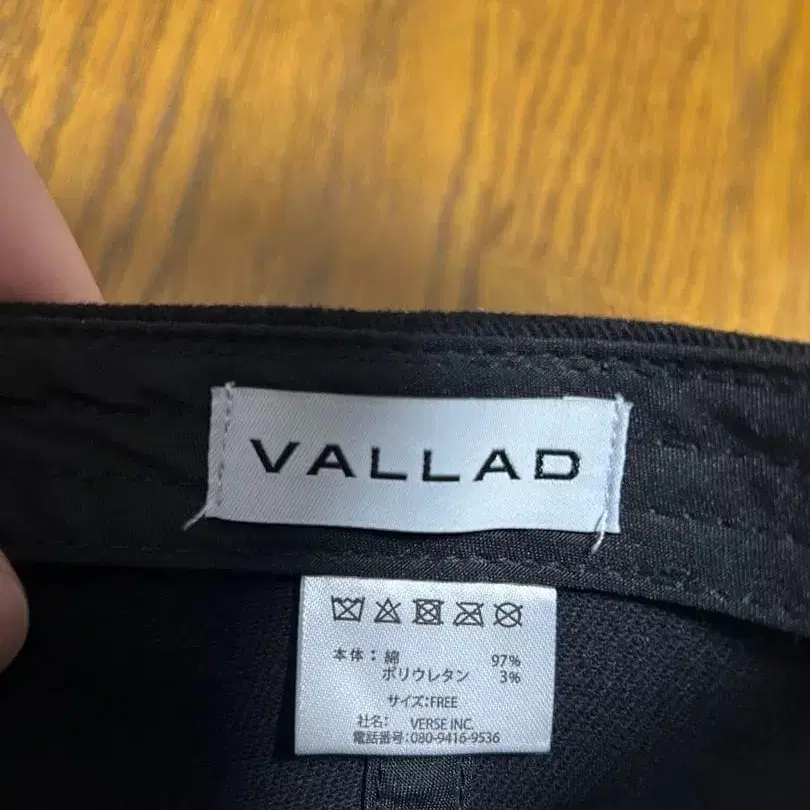 VALLAD
本体：綿 97%
ポリウレタン 3%
サイズ:FREE
社名: VERSE INC.
電話番号:080-9416-9536